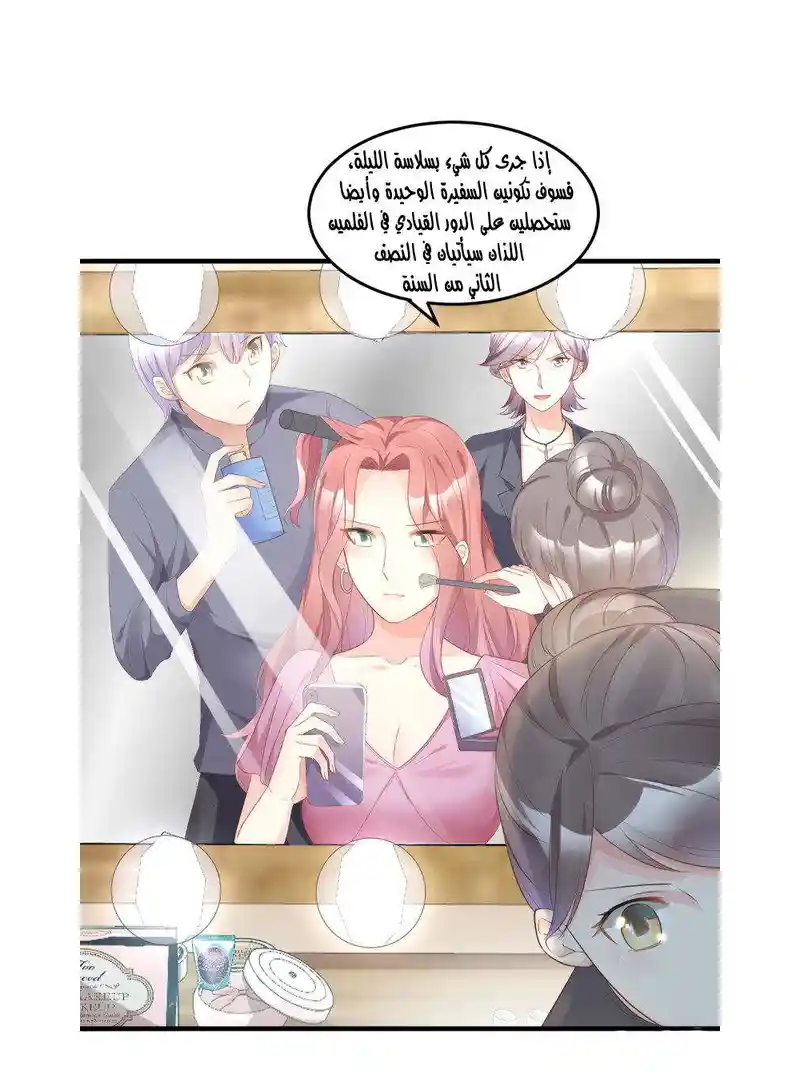 إذا جرى كل شيء بسلاسة الليلة،
فسوف تكونين السفيرة الوحيدة وأيضا
ستحصلين على الدور القيادي في الفلمين
اللذان سيأتيان في النصف
الثاني من السنة
MAKEUP